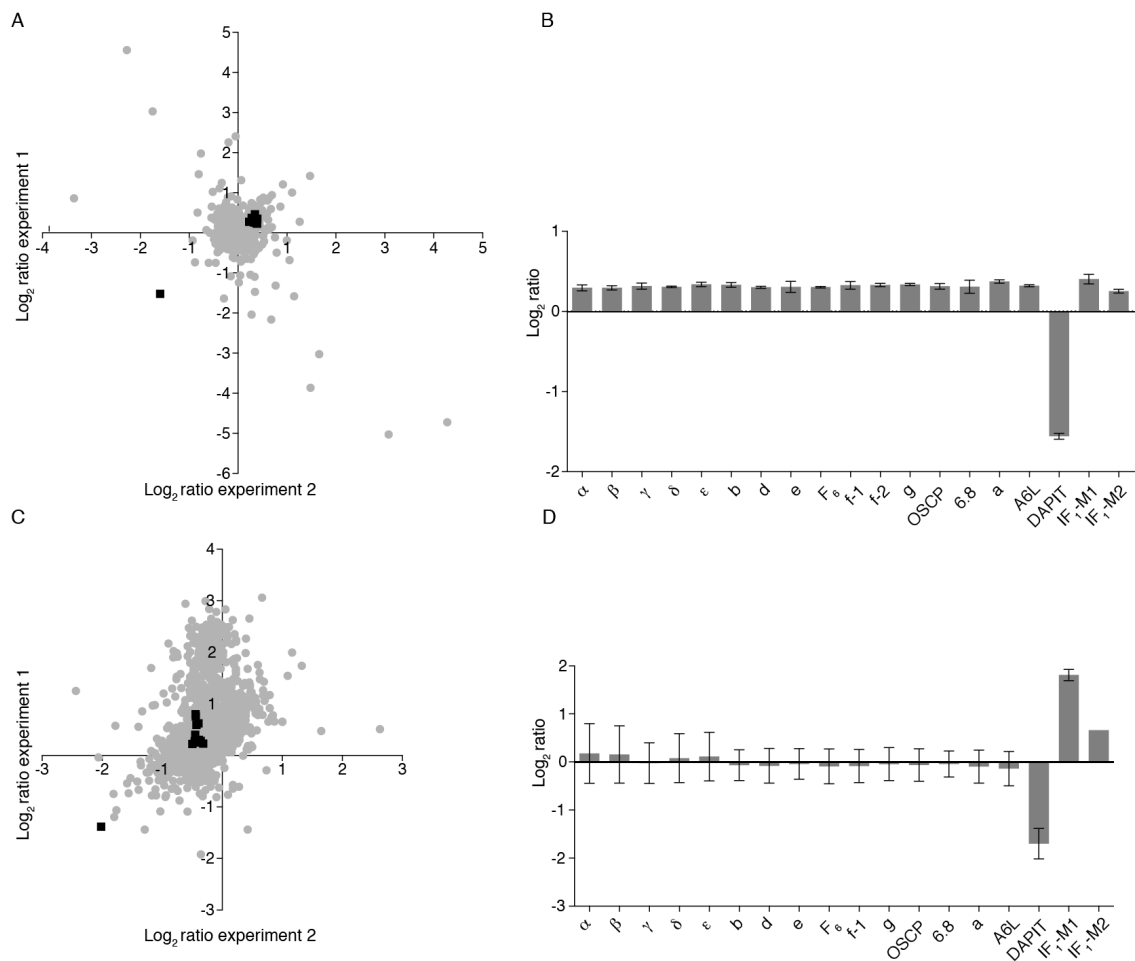 A
Log2 ratio experiment 1
5
4
3
2
1
-1
-2
-3
-4
-5
-6
-4 -3 -2 -1 1 2 3 4 5
Log2 ratio experiment 2
B
Log2 ratio
1
0
-1
-2
α β γ δ ε b d e F6 f-1 f-2 g OSCP 6.8 a A6L DAPIT IF1-M1 IF1-M2
C
Log2 ratio experiment 1
4
3
2
1
-1
-2
-3
-3 -2 -1 1 2 3
Log2 ratio experiment 2
D
Log2 ratio
2
1
0
-1
-2
-3
α β γ δ ε b d e F6 f-1 g OSCP 6.8 a A6L DAPIT IF1-M1 IF1-M2